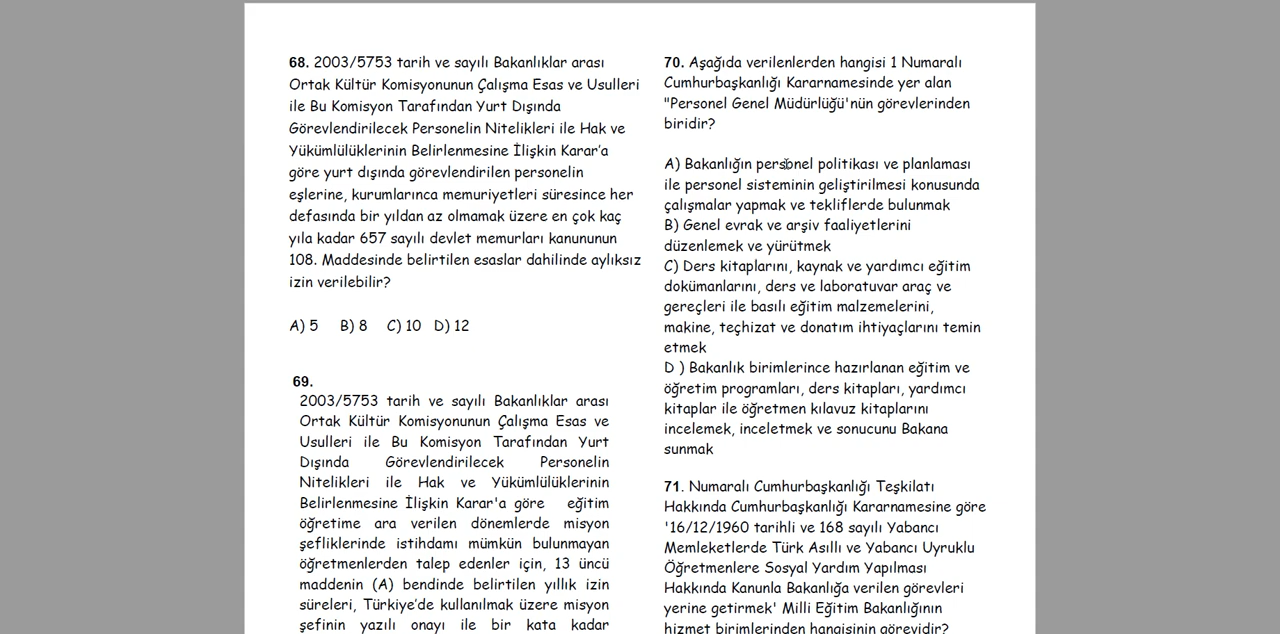 68. 2003/5753 tarih ve sayılı Bakanlıklar arası
Ortak Kültür Komisyonunun Çalışma Esas ve Usulleri
ile Bu Komisyon Tarafından Yurt Dışında
Görevlendirilecek Personelin Nitelikleri ile Hak ve
Yükümlülüklerinin Belirlenmesine İlişkin Karar’a
göre yurt dışında görevlendirilen personelin
eşlerine, kurumlarınca memuriyetleri süresince her
defasında bir yıldan az olmamak üzere en çok kaç
yıla kadar 657 sayılı devlet memurları kanununun
108. Maddesinde belirtilen esaslar dahilinde aylıksız
izin verilebilir?
A) 5 B) 8 C) 10 D) 12
69.
2003/5753 tarih ve sayılı Bakanlıklar arası
Ortak Kültür Komisyonunun Çalışma Esas ve
Usulleri ile Bu Komisyon Tarafından Yurt
Dışında Görevlendirilecek Personelin
Nitelikleri ile Hak ve Yükümlülüklerinin
Belirlenmesine İlişkin Karar'a göre eğitim
öğretime ara verilen dönemlerde misyon
şefliklerinde istihdamı mümkün bulunmayan
öğretmenlerden talep edenler için, 13 üncü
maddenin (A) bendinde belirtilen yıllık izin
süreleri, Türkiye’de kullanılmak üzere misyon
şefinin yazılı onayı ile bir kata kadar
70. Aşağıda verilenlerden hangisi 1 Numaralı
Cumhurbaşkanlığı Kararnamesinde yer alan
"Personel Genel Müdürlüğü'nün görevlerinden
biridir?
A) Bakanlığın personel politikası ve planlaması
ile personel sisteminin geliştirilmesi konusunda
çalışmalar yapmak ve tekliflerde bulunmak
B) Genel evrak ve arşiv faaliyetlerini
düzenlemek ve yürütmek
C) Ders kitaplarını, kaynak ve yardımcı eğitim
dokümanlarını, ders ve laboratuvar araç ve
gereçleri ile basılı eğitim malzemelerini,
makine, teçhizat ve donatım ihtiyaçlarını temin
etmek
D ) Bakanlık birimlerince hazırlanan eğitim ve
öğretim programları, ders kitapları, yardımcı
kitaplar ile öğretmen kılavuz kitaplarını
incelemek, inceletmek ve sonucunu Bakana
sunmak
71. Numaralı Cumhurbaşkanlığı Teşkilatı
Hakkında Cumhurbaşkanlığı Kararnamesine göre
'16/12/1960 tarihli ve 168 sayılı Yabancı
Memleketlerde Türk Asıllı ve Yabancı Uyruklu
Öğretmenlere Sosyal Yardım Yapılması
Hakkında Kanunla Bakanlığa verilen görevleri
yerine getirmek' Milli Eğitim Bakanlığının
hizmet birimlerinden hangisinin görevidir?